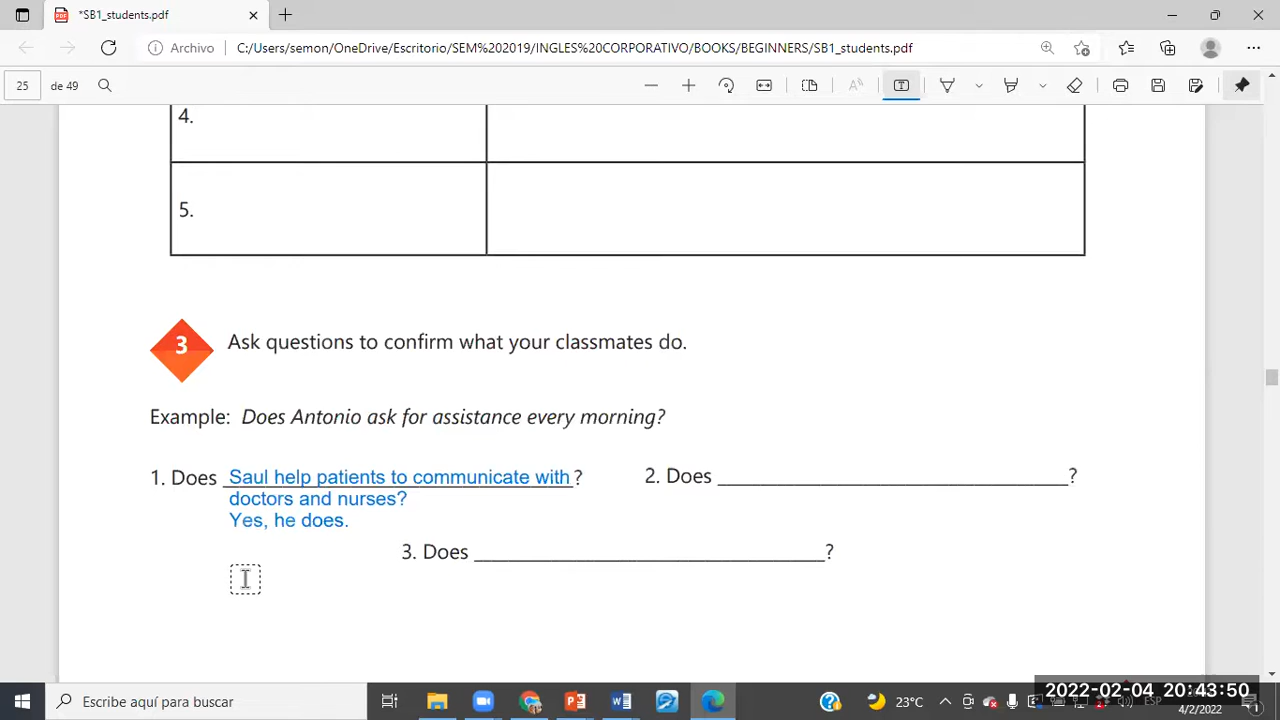 *SB1_students.pdf
Archivo
C:/Users/semon/OneDrive/Escritorio/SEM%202019/INGLES%20CORPORATIVO/BOOKS/BEGINNERS/SB1_students.pdf
25 de 49
4.
5.
3 Ask questions to confirm what your classmates do.
Example: Does Antonio ask for assistance every morning?
1. Does Saul help patients to communicate with?
doctors and nurses?
Yes, he does.
2. Does ?
3. Does ?
Escribe aquí para buscar
23°C
ESP
2022-02-04 20:43:50
4/2/2022